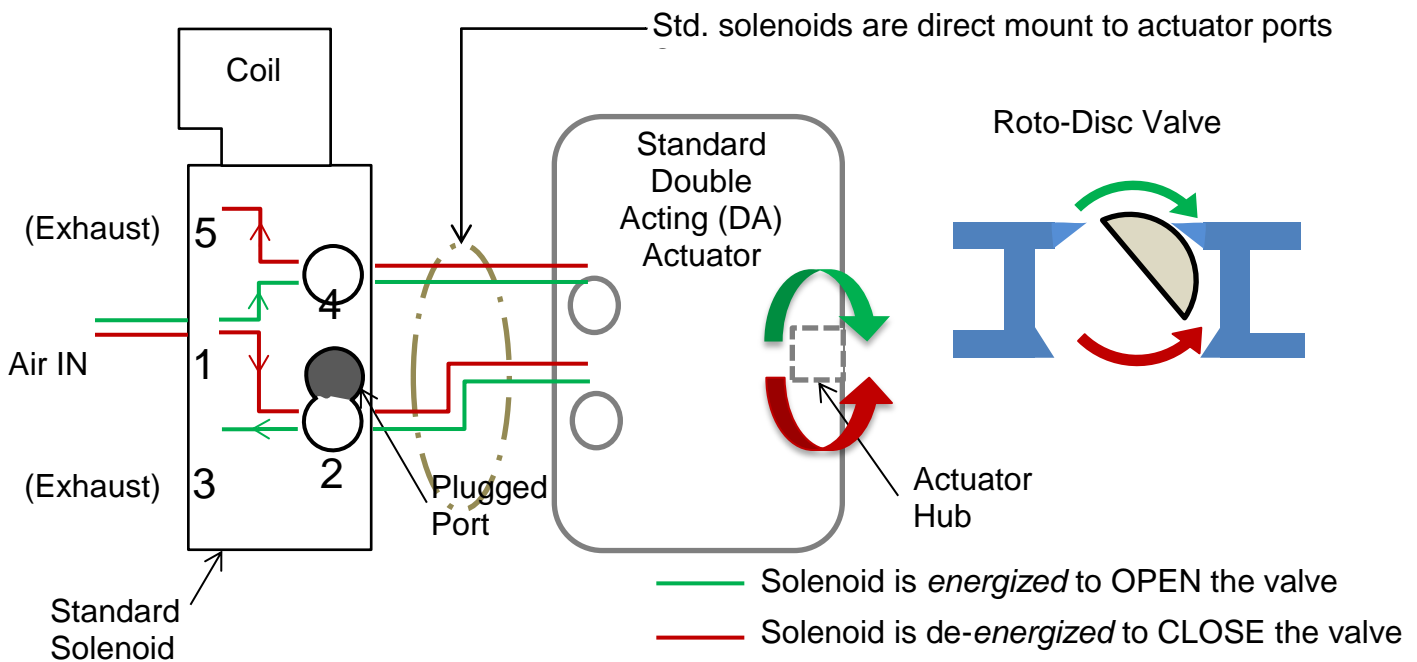 Std. solenoids are direct mount to actuator ports
Coil
Roto-Disc Valve
Standard
Double
Acting (DA)
Actuator
(Exhaust)
5
4
Air IN
1
2
(Exhaust)
3
Plugged
Port
Actuator
Hub
Solenoid is energized to OPEN the valve
Standard
Solenoid
Solenoid is de-energized to CLOSE the valve